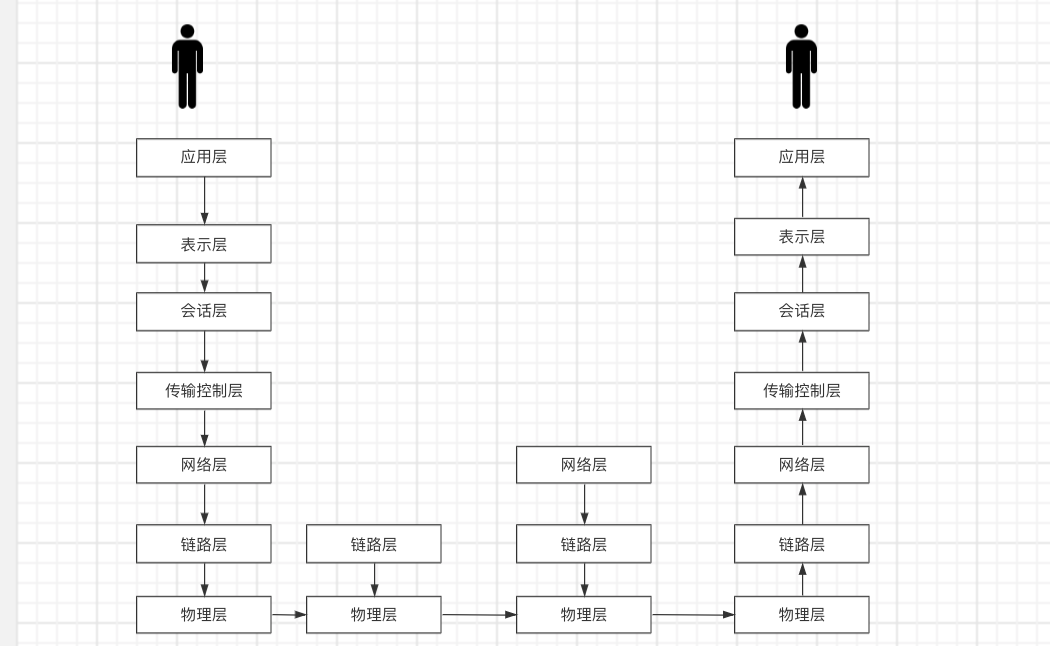 应用层
表示层
会话层
传输控制层
网络层
链路层
物理层
链路层
物理层
网络层
链路层
物理层
应用层
表示层
会话层
传输控制层
网络层
链路层
物理层